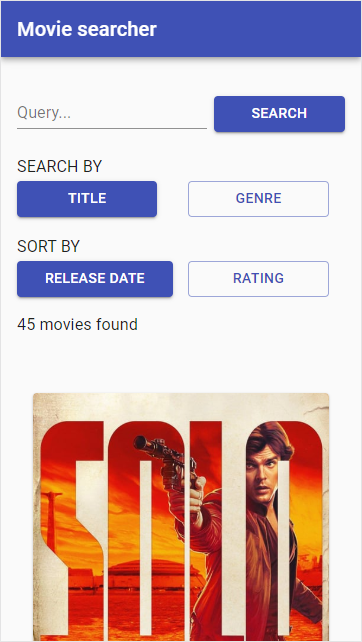 Movie searcher
Query...
SEARCH
SEARCH BY
TITLE
GENRE
SORT BY
RELEASE DATE
RATING
45 movies found
SOLO